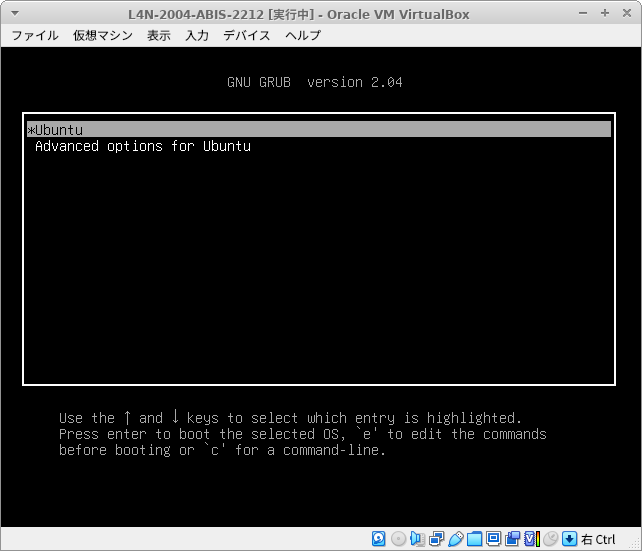 L4N-2004-ABIS-2212 [実行中] - Oracle VM VirtualBox
ファイル 仮想マシン 表示 入力 デバイス ヘルプ
GNU GRUB version 2.04
*Ubuntu
Advanced options for Ubuntu
Use the ↑ and ↓ keys to select which entry is highlighted.
Press enter to boot the selected OS, `e' to edit the commands
before booting or `c' for a command-line.
右 Ctrl